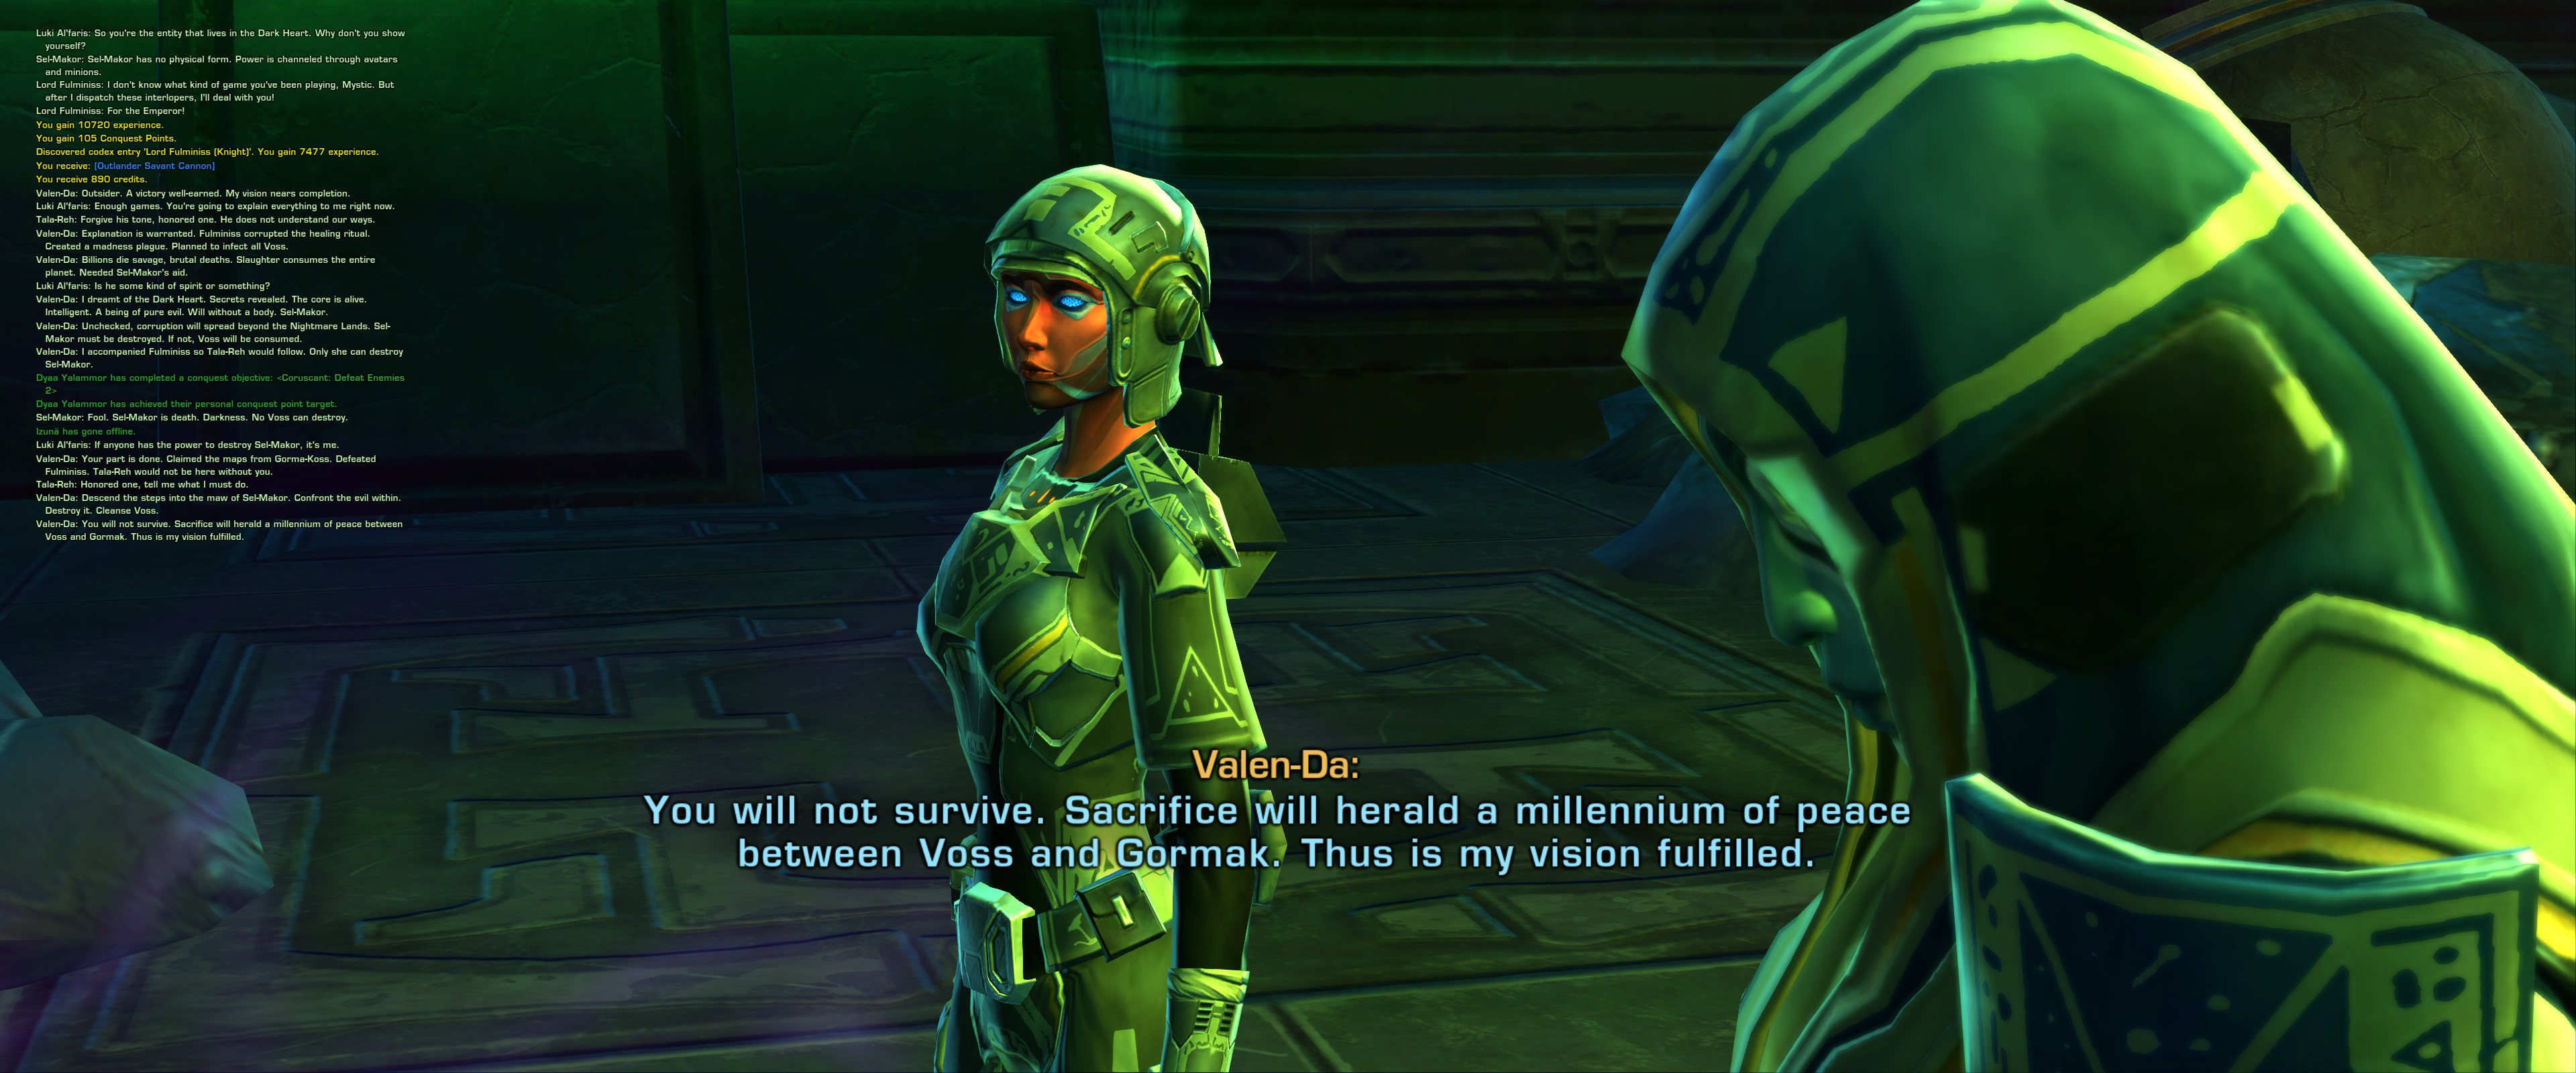 Luki Al'faris: So you're the entity that lives in the Dark Heart. Why don't you show
yourself?
Sel-Makor: Sel-Makor has no physical form. Power is channeled through avatars
and minions.
Lord Fulminiss: I don't know what kind of game you've been playing, Mystic. But
after I dispatch these interlopers, I'll deal with you!
Lord Fulminiss: For the Emperor!
You gain 10720 experience.
You gain 105 Conquest Points.
Discovered codex entry 'Lord Fulminiss (Knight)'. You gain 7477 experience.
You receive: [Outlander Savant Cannon]
You receive 890 credits.
Valen-Da: Outsider. A victory well-earned. My vision nears completion.
Luki Al'faris: Enough games. You're going to explain everything to me right now.
Tala-Reh: Forgive his tone, honored one. He does not understand our ways.
Valen-Da: Explanation is warranted. Fulminiss corrupted the healing ritual.
Created a madness plague. Planned to infect all Voss.
Valen-Da: Billions die savage, brutal deaths. Slaughter consumes the entire
planet. Needed Sel-Makor's aid.
Luki Al'faris: Is he some kind of spirit or something?
Valen-Da: I dreamt of the Dark Heart. Secrets revealed. The core is alive.
Intelligent. A being of pure evil. Will without a body. Sel-Makor.
Valen-Da: Unchecked, corruption will spread beyond the Nightmare Lands. Sel-
Makor must be destroyed. If not, Voss will be consumed.
Valen-Da: I accompanied Fulminiss so Tala-Reh would follow. Only she can destroy
Sel-Makor.
Dyaa Yalammor has completed a conquest objective: <Coruscant: Defeat Enemies
2>
Dyaa Yalammor has achieved their personal conquest point target.
Sel-Makor: Fool. Sel-Makor is death. Darkness. No Voss can destroy.
Izunä has gone offline.
Luki Al'faris: If anyone has the power to destroy Sel-Makor, it's me.
Valen-Da: Your part is done. Claimed the maps from Gorma-Koss. Defeated
Fulminiss. Tala-Reh would not be here without you.
Tala-Reh: Honored one, tell me what I must do.
Valen-Da: Descend the steps into the maw of Sel-Makor. Confront the evil within.
Destroy it. Cleanse Voss.
Valen-Da: You will not survive. Sacrifice will herald a millennium of peace between
Voss and Gormak. Thus is my vision fulfilled.
Valen-Da:
You will not survive. Sacrifice will herald a millennium of peace
between Voss and Gormak. Thus is my vision fulfilled.